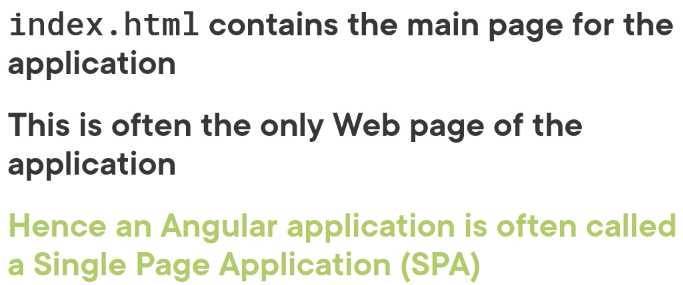 index.html contains the main page for the
application
This is often the only Web page of the
application
Hence an Angular application is often called
a Single Page Application (SPA)